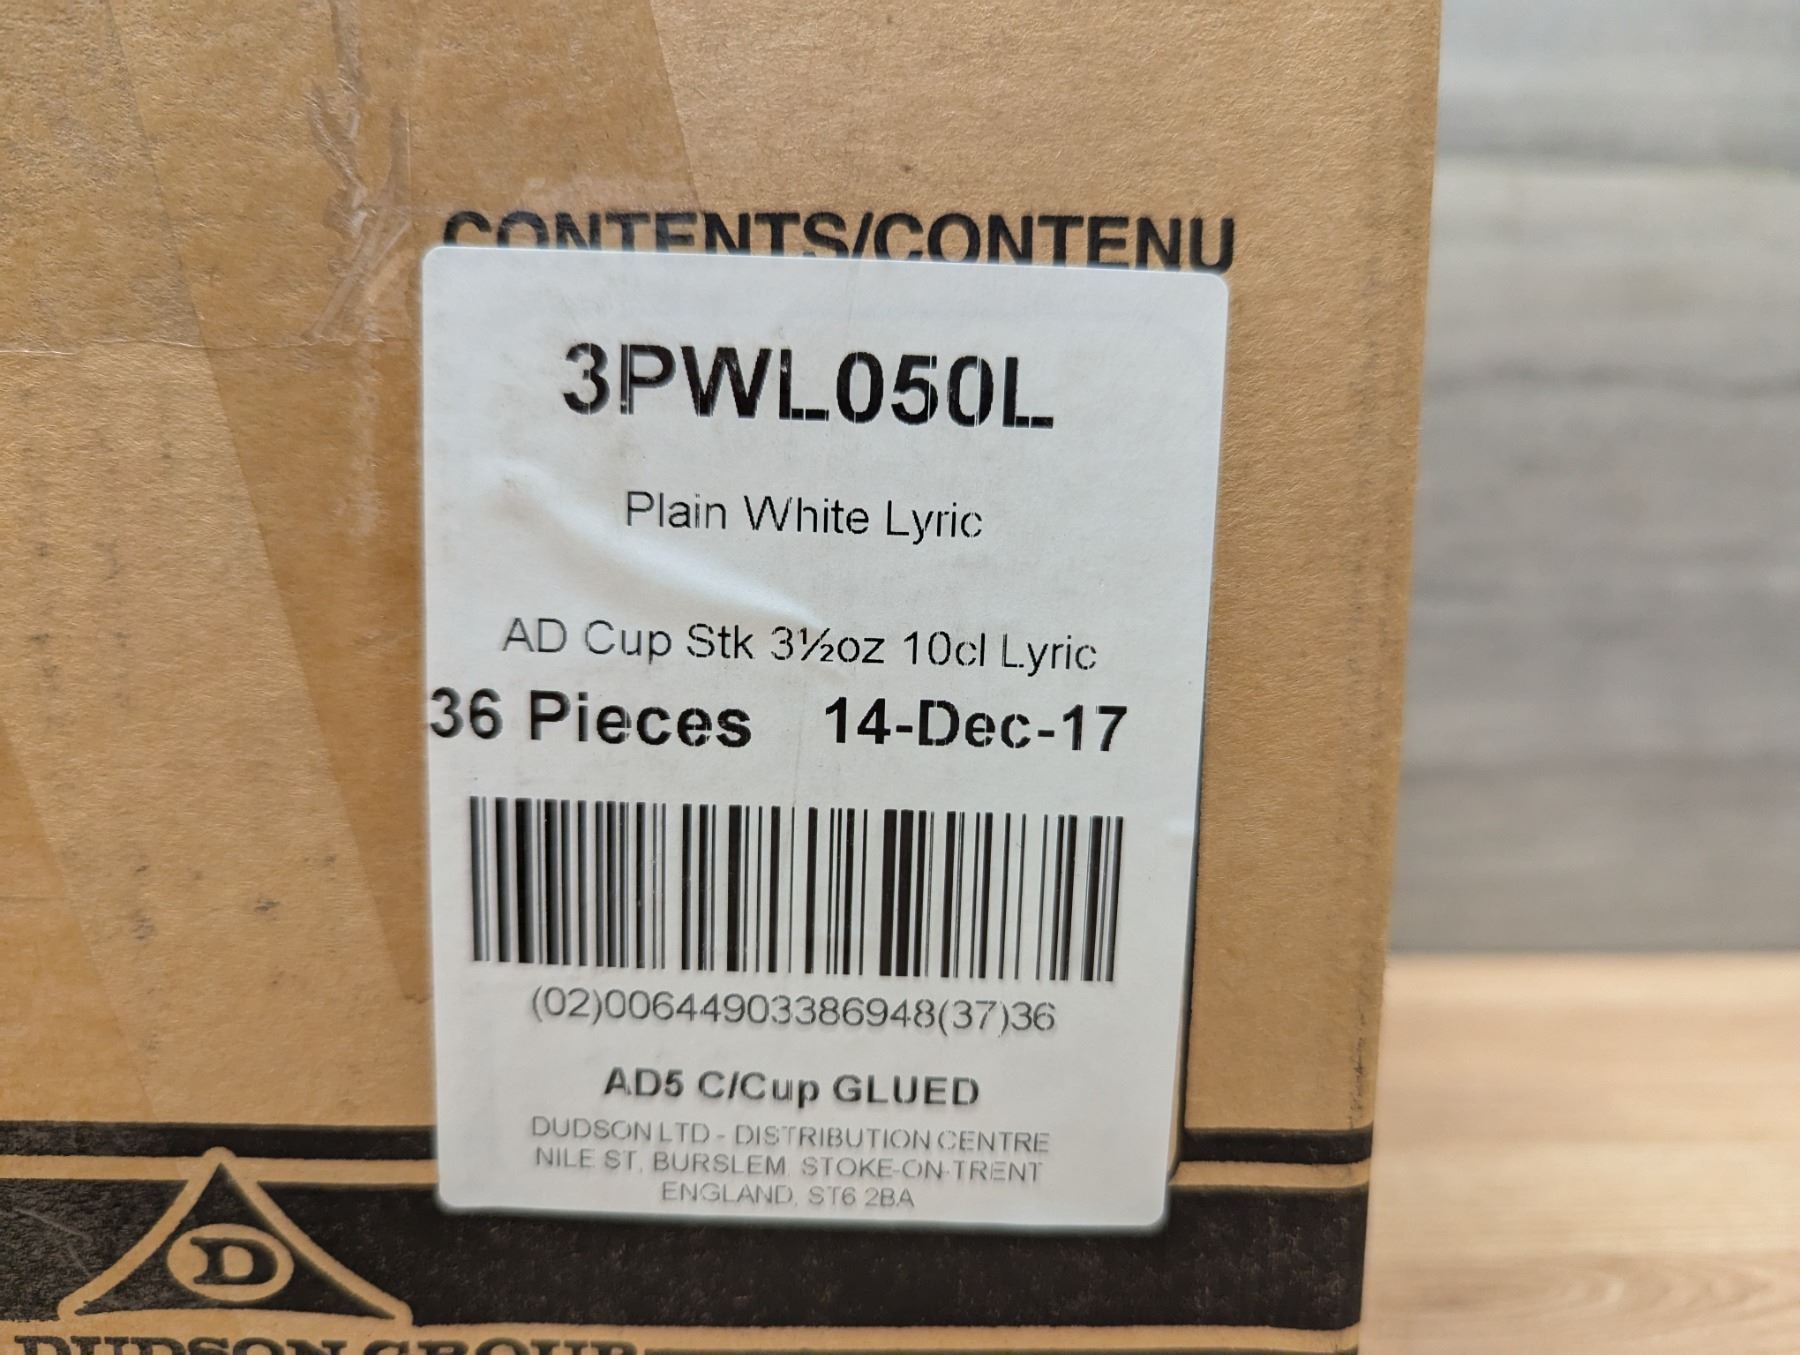 CONTENTS/CONTENU
3PWL050L
Plain White Lyric
AD Cup Stk 3½oz 10cl Lyric
36 Pieces 14-Dec-17
(02)00644903386948(37)36
AD5 C/Cup GLUED
DUDSON LTD - DISTRIBUTION CENTRE
NILE ST, BURSLEM, STOKE-ON-TRENT
ENGLAND, ST6 2BA
D
DUDSON GROUP